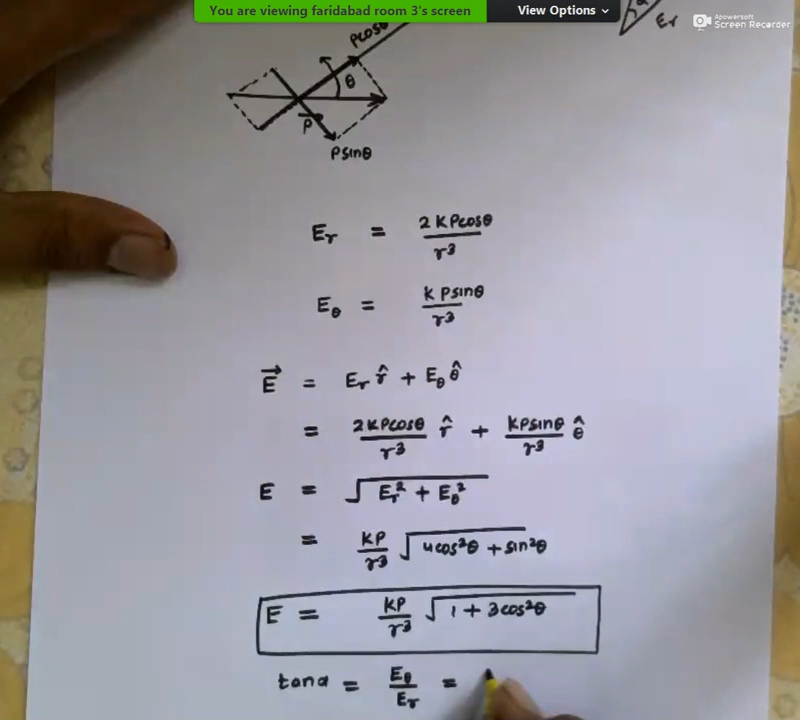 You are viewing faridabad room 3's screen
View Options
Apowersoft
Screen Recorder
Pcosθ
θ
Er
P
Psinθ
Er = 2KPcosθ/r³
Eθ = KPsinθ/r³
E⃗ = Er r̂ + Eθ θ̂
= 2KPcosθ/r³ r̂ + KPsinθ/r³ θ̂
E = √(Er² + Eθ²)
= KP/r³ √(4cos²θ + sin²θ)
E = KP/r³ √(1 + 3cos²θ)
tanα = Eθ/Er =